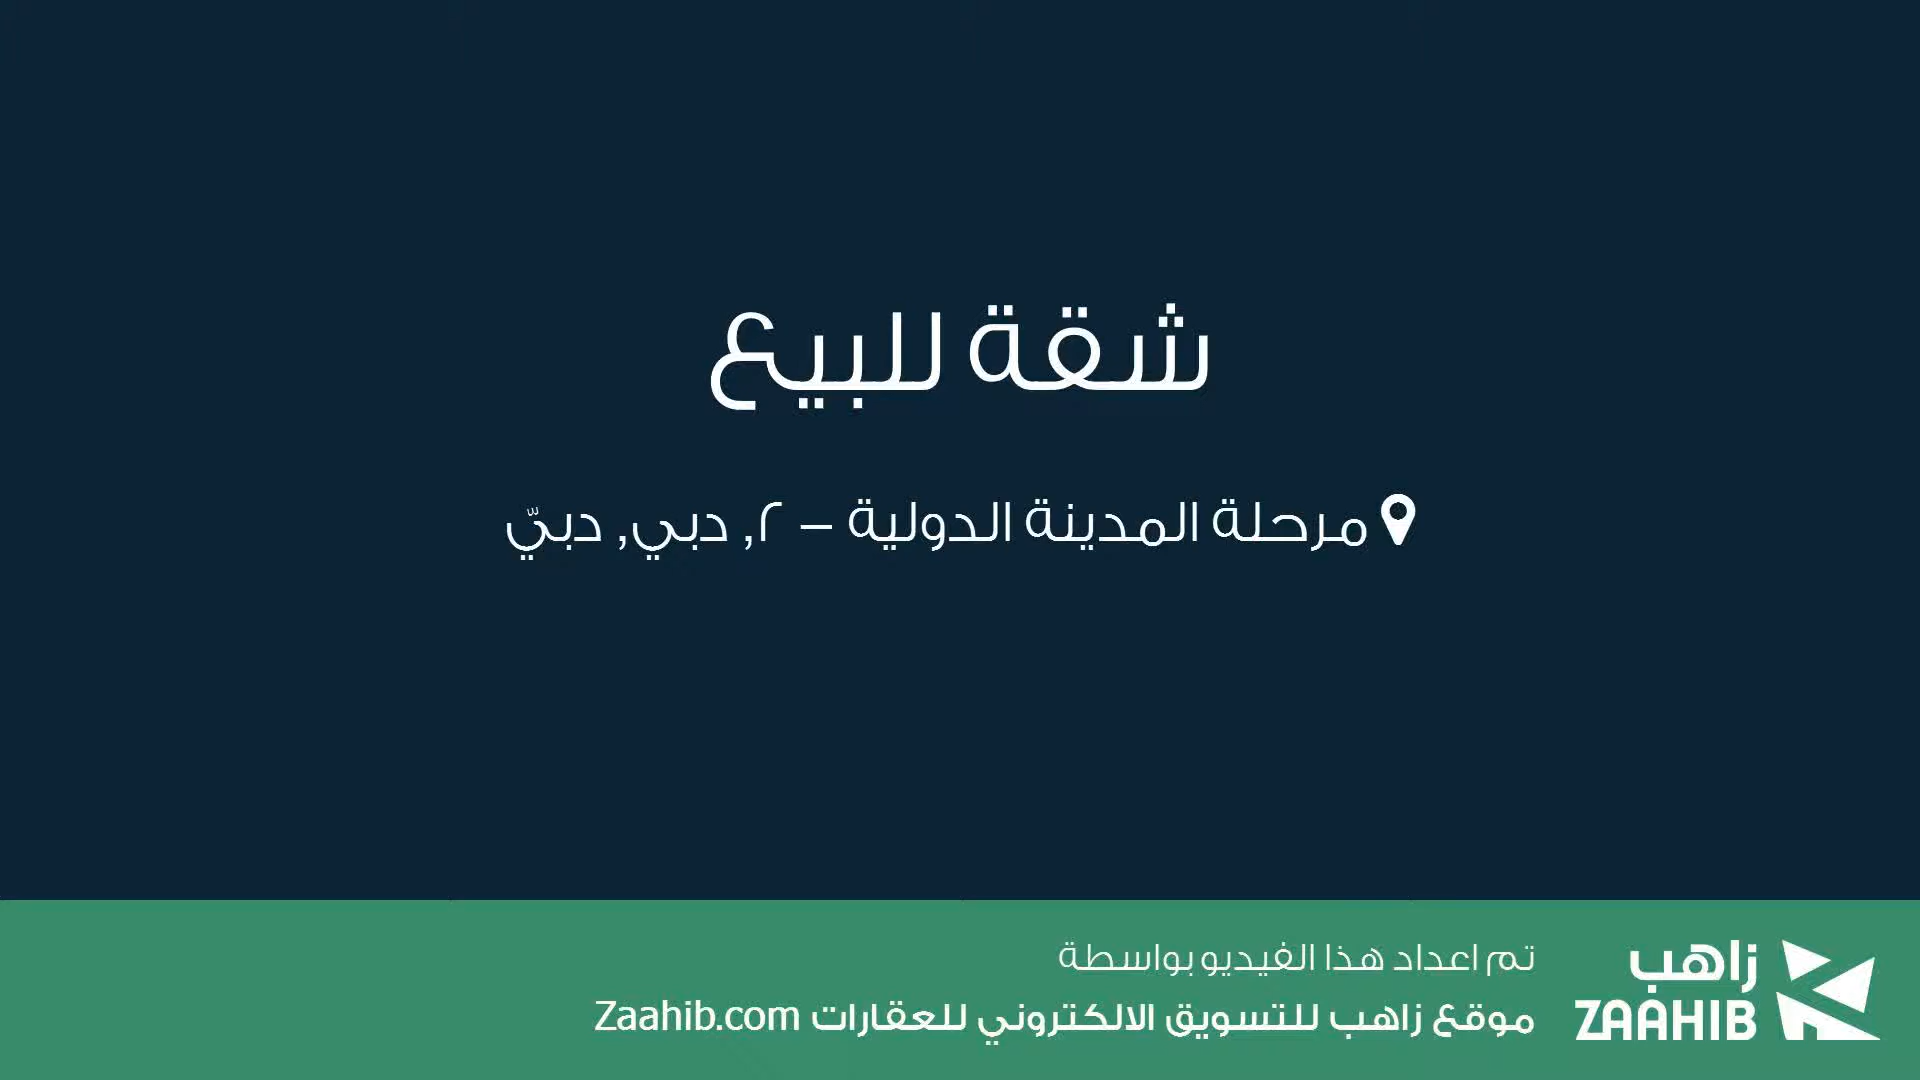 شقة للبيع
مرحلة المدينة الدولية – ٢, دبي, دبيّ
تم اعداد هذا الفيديو بواسطة
موقع زاهب للتسويق الالكتروني للعقارات Zaahib.com
زاهب
ZAAHIB